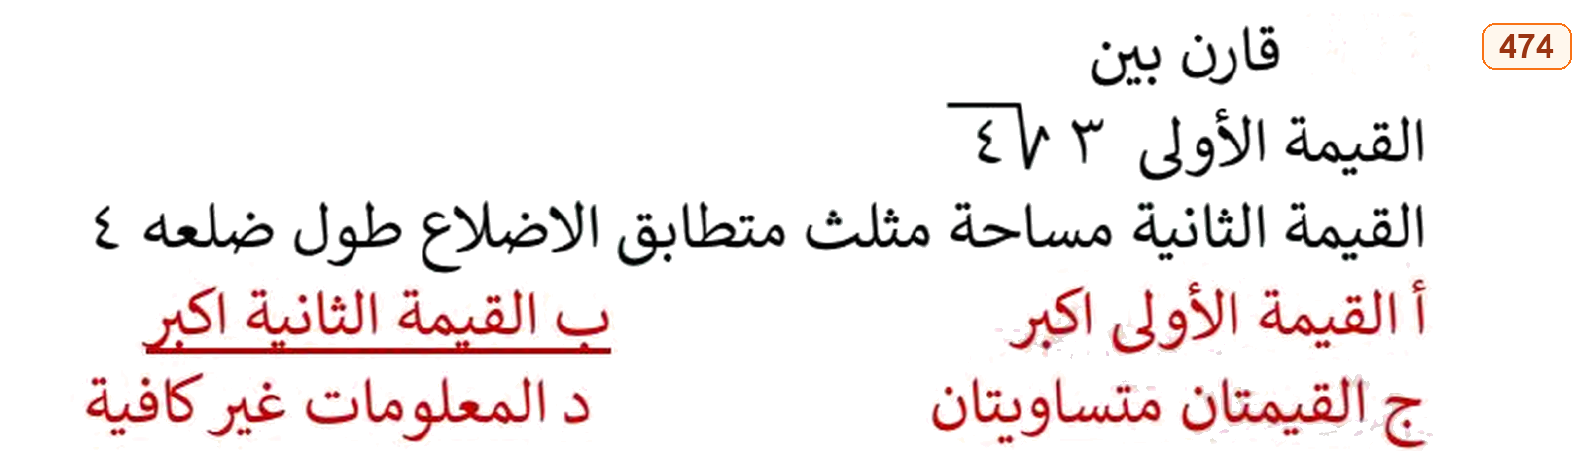 474
قارن بين
القيمة الأولى ٣ √٤
القيمة الثانية مساحة مثلث متطابق الاضلاع طول ضلعه ٤
أ القيمة الأولى اكبر ب القيمة الثانية اكبر
ج القيمتان متساويتان د المعلومات غير كافية